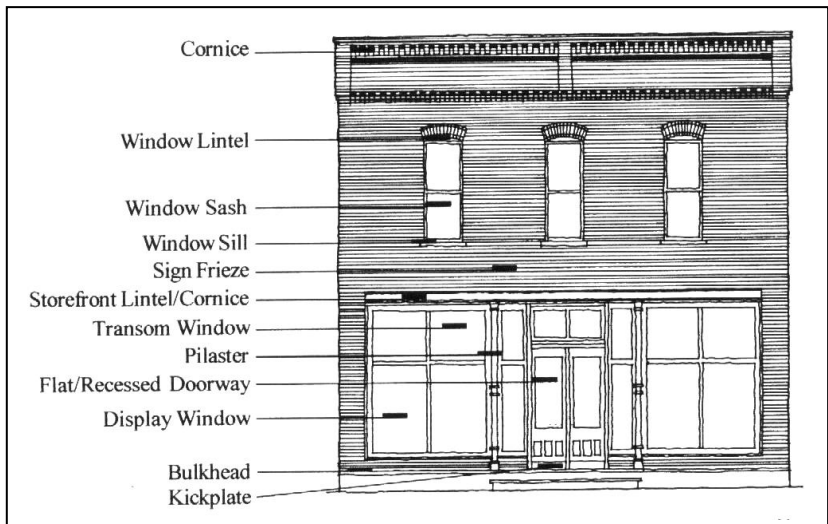 Cornice
Window Lintel
Window Sash
Window Sill
Sign Frieze
Storefront Lintel/Cornice
Transom Window
Pilaster
Flat/Recessed Doorway
Display Window
Bulkhead
Kickplate